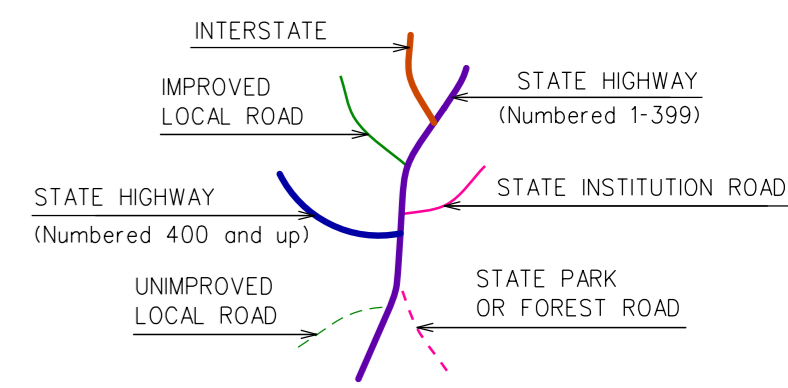 INTERSTATE
IMPROVED
LOCAL ROAD
STATE HIGHWAY
(Numbered 1-399)
STATE HIGHWAY
(Numbered 400 and up)
STATE INSTITUTION ROAD
UNIMPROVED
LOCAL ROAD
STATE PARK
OR FOREST ROAD